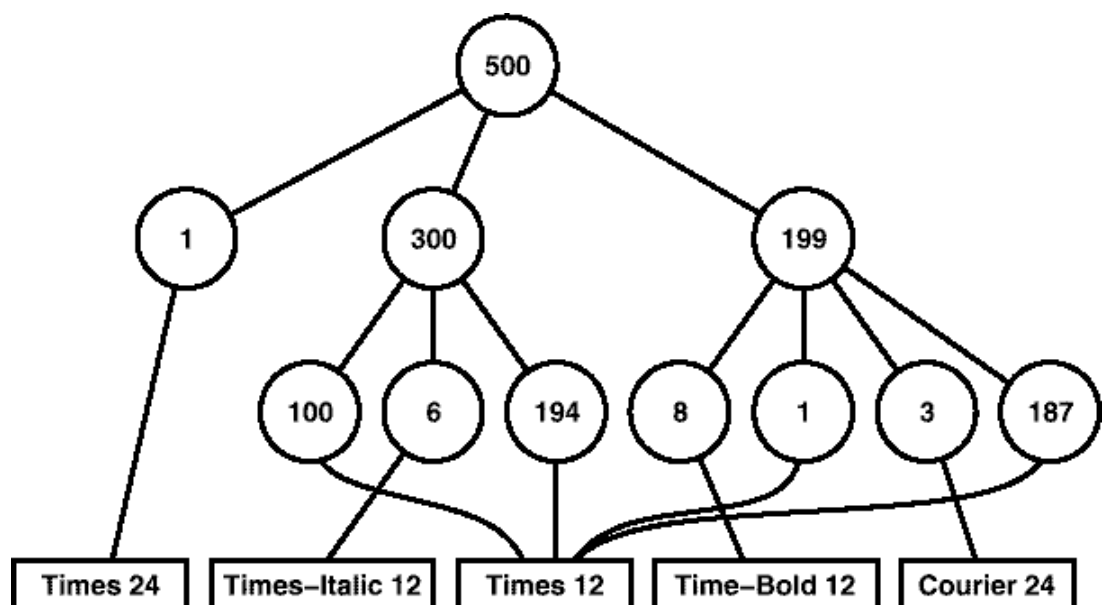 500
1
300
199
100
6
194
8
1
3
187
Times 24
Times-Italic 12
Times 12
Time-Bold 12
Courier 24